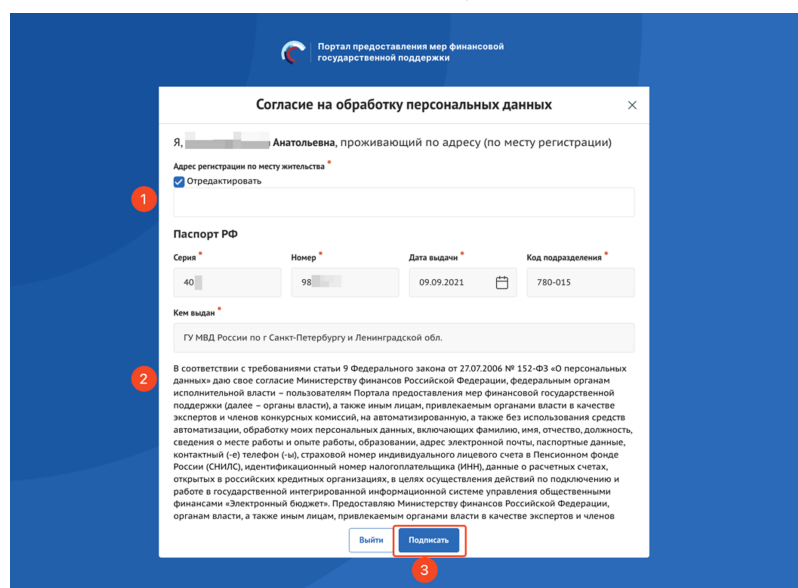 Портал предоставления мер финансовой
государственной поддержки
Согласие на обработку персональных данных
Я, Анатольевна, проживающий по адресу (по месту регистрации)
Адрес регистрации по месту жительства *
Отредактировать
1
Паспорт РФ
Серия * Номер * Дата выдачи * Код подразделения *
40 98 09.09.2021 780-015
Кем выдан *
ГУ МВД России по г Санкт-Петербургу и Ленинградской обл.
2
В соответствии с требованиями статьи 9 Федерального закона от 27.07.2006 № 152-ФЗ «О персональных
данных» даю свое согласие Министерству финансов Российской Федерации, федеральным органам
исполнительной власти – пользователям Портала предоставления мер финансовой государственной
поддержки (далее – органы власти), а также иным лицам, привлекаемым органами власти в качестве
экспертов и членов конкурсных комиссий, на автоматизированную, а также без использования средств
автоматизации, обработку моих персональных данных, включающих фамилию, имя, отчество, должность,
сведения о месте работы и опыте работы, образовании, адрес электронной почты, паспортные данные,
контактный (-е) телефон (-ы), страховой номер индивидуального лицевого счета в Пенсионном фонде
России (СНИЛС), идентификационный номер налогоплательщика (ИНН), данные о расчетных счетах,
открытых в российских кредитных организациях, в целях осуществления действий по подключению и
работе в государственной интегрированной информационной системе управления общественными
финансами «Электронный бюджет». Предоставляю Министерству финансов Российской Федерации,
органам власти, а также иным лицам, привлекаемым органами власти в качестве экспертов и членов
Выйти Подписать
3